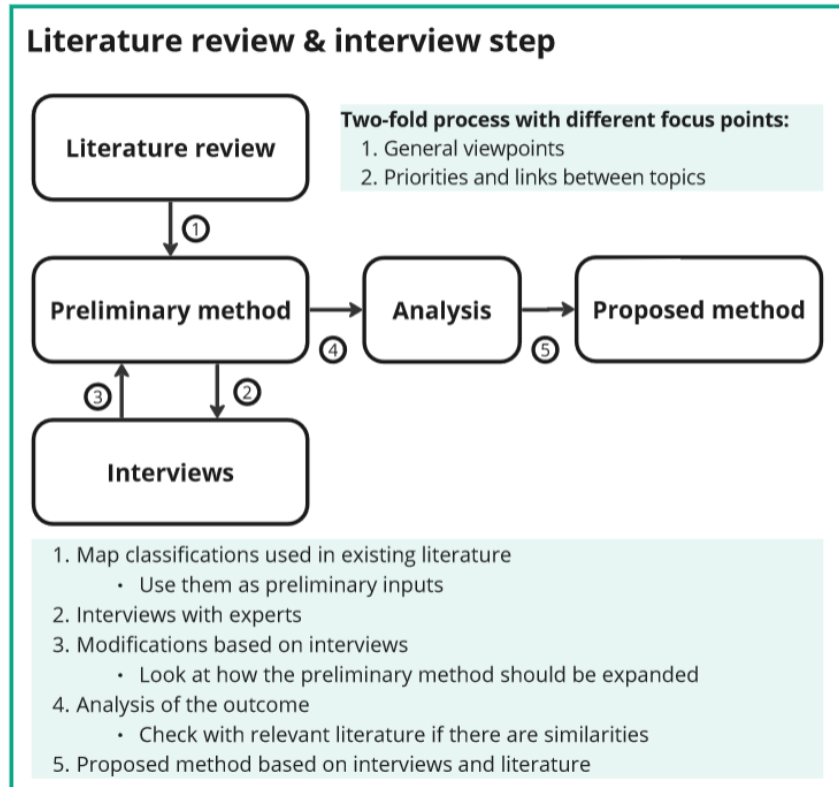 Literature review & interview step
Literature review
Two-fold process with different focus points:
1. General viewpoints
2. Priorities and links between topics
1
Preliminary method
Analysis
Proposed method
4
5
3
2
Interviews
1. Map classifications used in existing literature
• Use them as preliminary inputs
2. Interviews with experts
3. Modifications based on interviews
• Look at how the preliminary method should be expanded
4. Analysis of the outcome
• Check with relevant literature if there are similarities
5. Proposed method based on interviews and literature